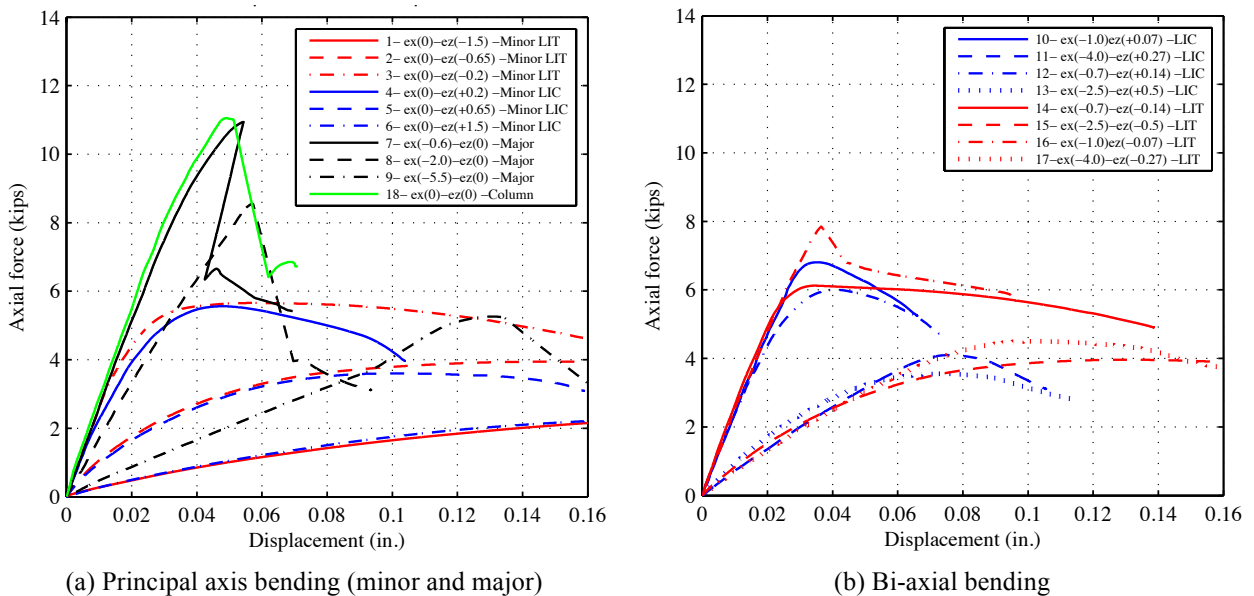 14
12
10
8
6
4
2
0
Axial force (kips)
0
0.02
0.04
0.06
0.08
0.1
0.12
0.14
0.16
Displacement (in.)
1− ex(0)−ez(−1.5) −Minor LIT
2− ex(0)−ez(−0.65) −Minor LIT
3− ex(0)−ez(−0.2) −Minor LIT
4− ex(0)−ez(+0.2) −Minor LIC
5− ex(0)−ez(+0.65) −Minor LIC
6− ex(0)−ez(+1.5) −Minor LIC
7− ex(−0.6)−ez(0) −Major
8− ex(−2.0)−ez(0) −Major
9− ex(−5.5)−ez(0) −Major
18− ex(0)−ez(0) −Column
(a) Principal axis bending (minor and major)
14
12
10
8
6
4
2
0
Axial force (kips)
0
0.02
0.04
0.06
0.08
0.1
0.12
0.14
0.16
Displacement (in.)
10− ex(−1.0)ez(+0.07) −LIC
11− ex(−4.0)−ez(+0.27) −LIC
12− ex(−0.7)−ez(+0.14) −LIC
13− ex(−2.5)−ez(+0.5) −LIC
14− ex(−0.7)−ez(−0.14) −LIT
15− ex(−2.5)−ez(−0.5) −LIT
16− ex(−1.0)ez(−0.07) −LIT
17−ex(−4.0)−ez(−0.27) −LIT
(b) Bi-axial bending